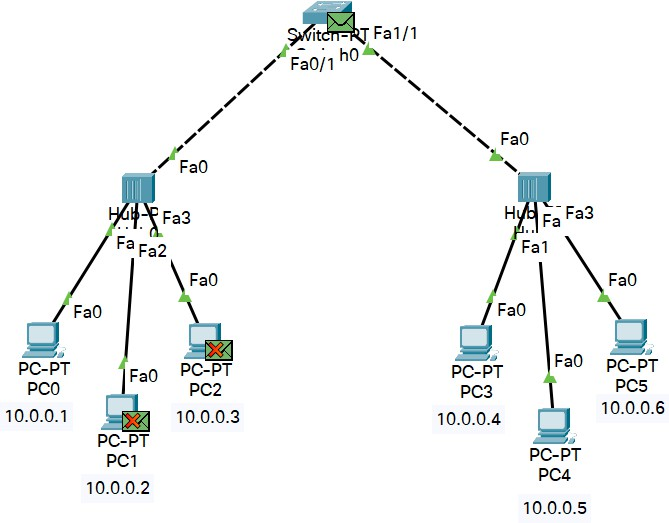 Switch-PT
Fa1/1
Fa0/1
h0
Fa0
Fa0
Hub-P
Fa3
Fa
Fa2
Hub
Fa
Fa3
Fa1
Fa0
Fa0
Fa0
Fa0
Fa0
Fa0
PC-PT
PC0
10.0.0.1
PC-PT
PC1
10.0.0.2
PC-PT
PC2
10.0.0.3
PC-PT
PC3
10.0.0.4
PC-PT
PC4
10.0.0.5
PC-PT
PC5
10.0.0.6